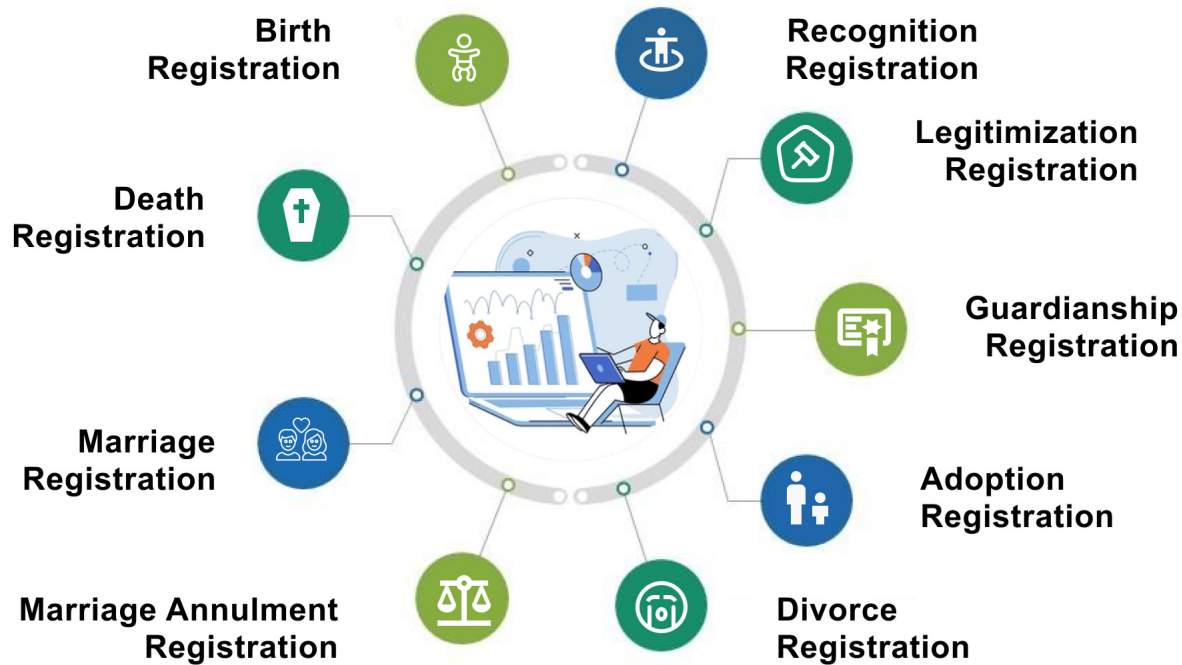 Birth
Registration
Recognition
Registration
Legitimization
Registration
Death
Registration
Guardianship
Registration
Marriage
Registration
Adoption
Registration
Marriage Annulment
Registration
Divorce
Registration